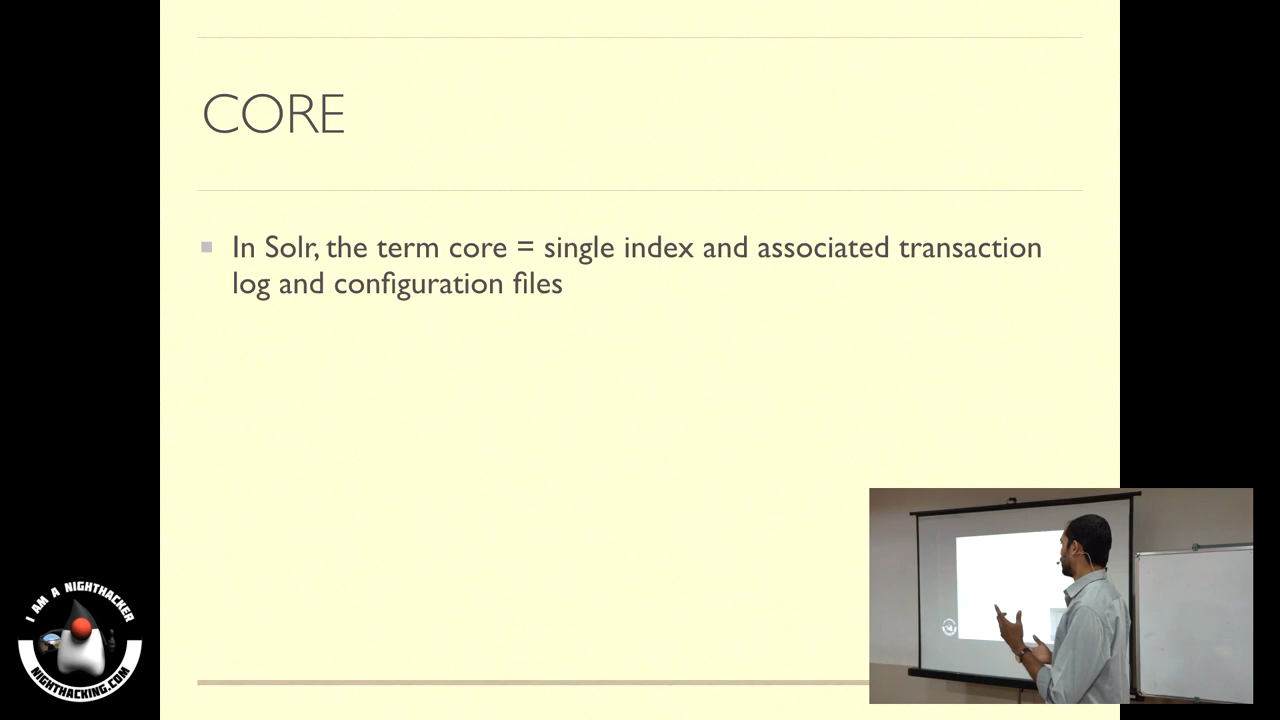 CORE
In Solr, the term core = single index and associated transaction
log and configuration files
I AM A NIGHTHACKER
NIGHTHACKING.COM